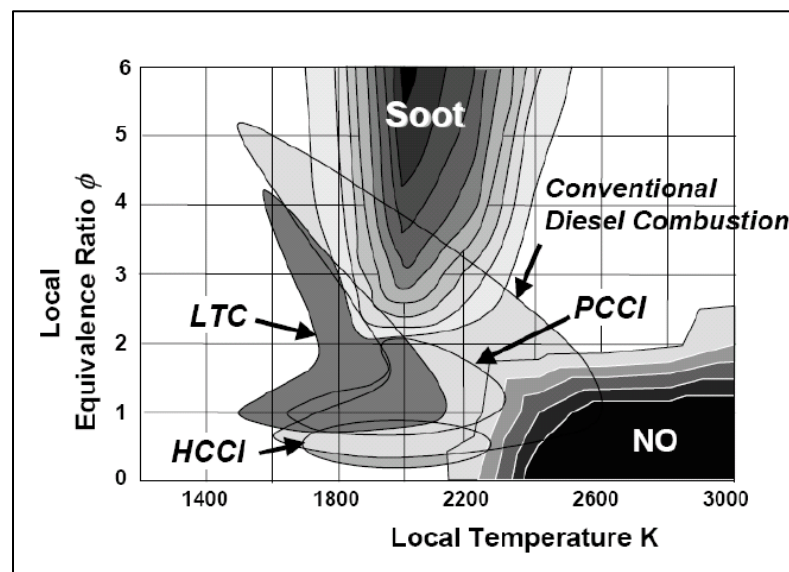 6
5
4
3
2
1
0
Local
Equivalence Ratio ϕ
Soot
Conventional
Diesel Combustion
LTC
PCCI
HCCI
NO
1400 1800 2200 2600 3000
Local Temperature K